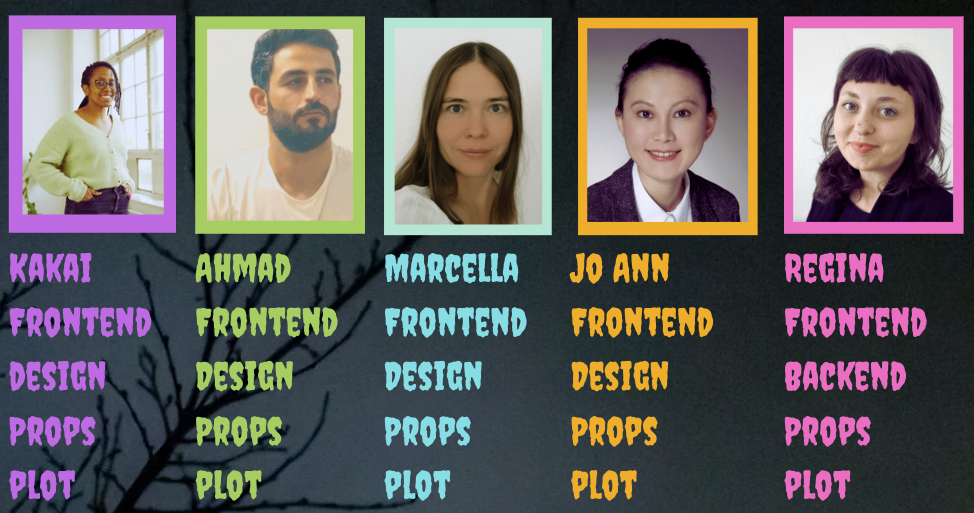 KAKAI
FRONTEND
DESIGN
PROPS
PLOT
AHMAD
FRONTEND
DESIGN
PROPS
PLOT
MARCELLA
FRONTEND
DESIGN
PROPS
PLOT
JO ANN
FRONTEND
DESIGN
PROPS
PLOT
REGINA
FRONTEND
BACKEND
PROPS
PLOT